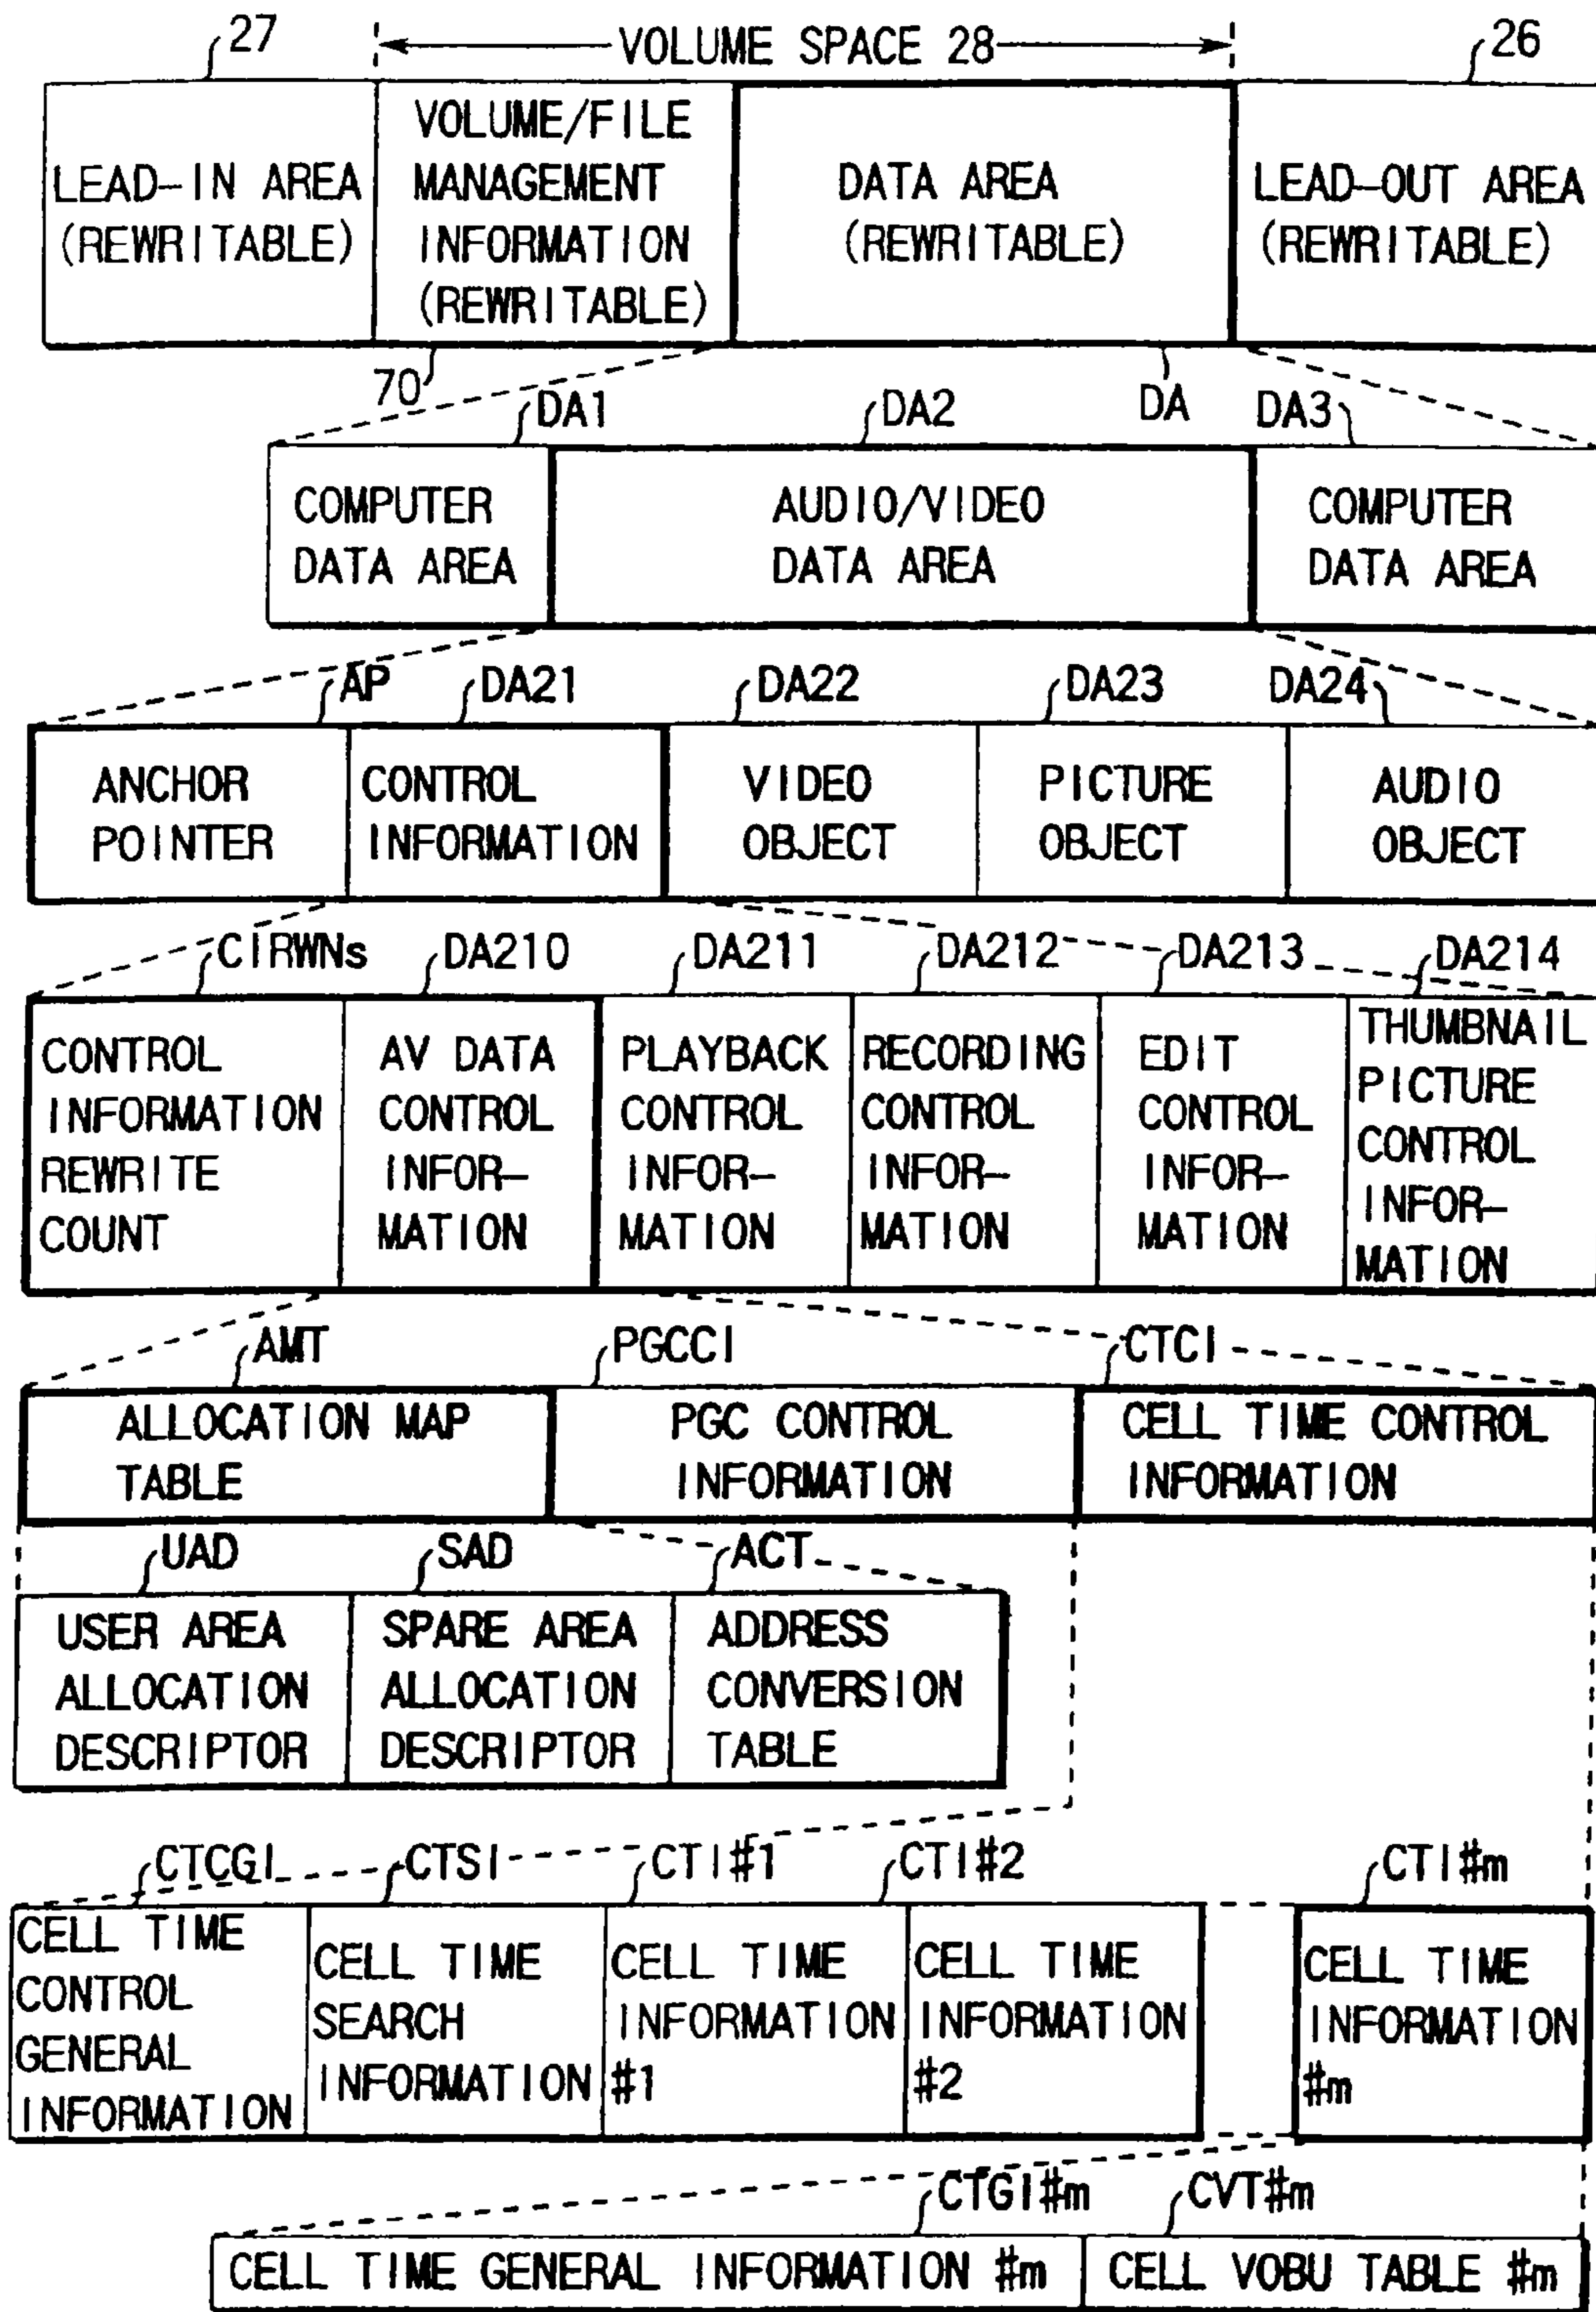 27
VOLUME SPACE 28
26
LEAD-IN AREA
(REWRITABLE)
VOLUME/FILE
MANAGEMENT
INFORMATION
(REWRITABLE)
DATA AREA
(REWRITABLE)
LEAD-OUT AREA
(REWRITABLE)
70
DA1
DA2
DA
DA3
COMPUTER
DATA AREA
AUDIO/VIDEO
DATA AREA
COMPUTER
DATA AREA
AP
DA21
DA22
DA23
DA24
ANCHOR
POINTER
CONTROL
INFORMATION
VIDEO
OBJECT
PICTURE
OBJECT
AUDIO
OBJECT
CIRWNs
DA210
DA211
DA212
DA213
DA214
CONTROL
INFORMATION
REWRITE
COUNT
AV DATA
CONTROL
INFOR-
MATION
PLAYBACK
CONTROL
INFOR-
MATION
RECORDING
CONTROL
INFOR-
MATION
EDIT
CONTROL
INFOR-
MATION
THUMBNAIL
PICTURE
CONTROL
INFOR-
MATION
AMT
PGCCI
CTCI
ALLOCATION MAP
TABLE
PGC CONTROL
INFORMATION
CELL TIME CONTROL
INFORMATION
UAD
SAD
ACT
USER AREA
ALLOCATION
DESCRIPTOR
SPARE AREA
ALLOCATION
DESCRIPTOR
ADDRESS
CONVERSION
TABLE
CTCGI
CTSI
CTI#1
CTI#2
CTI#m
CELL TIME
CONTROL
GENERAL
INFORMATION
CELL TIME
SEARCH
INFORMATION
CELL TIME
INFORMATION
#1
CELL TIME
INFORMATION
#2
CELL TIME
INFORMATION
#m
CTGI#m
CVT#m
CELL TIME GENERAL INFORMATION #m
CELL VOBU TABLE #m